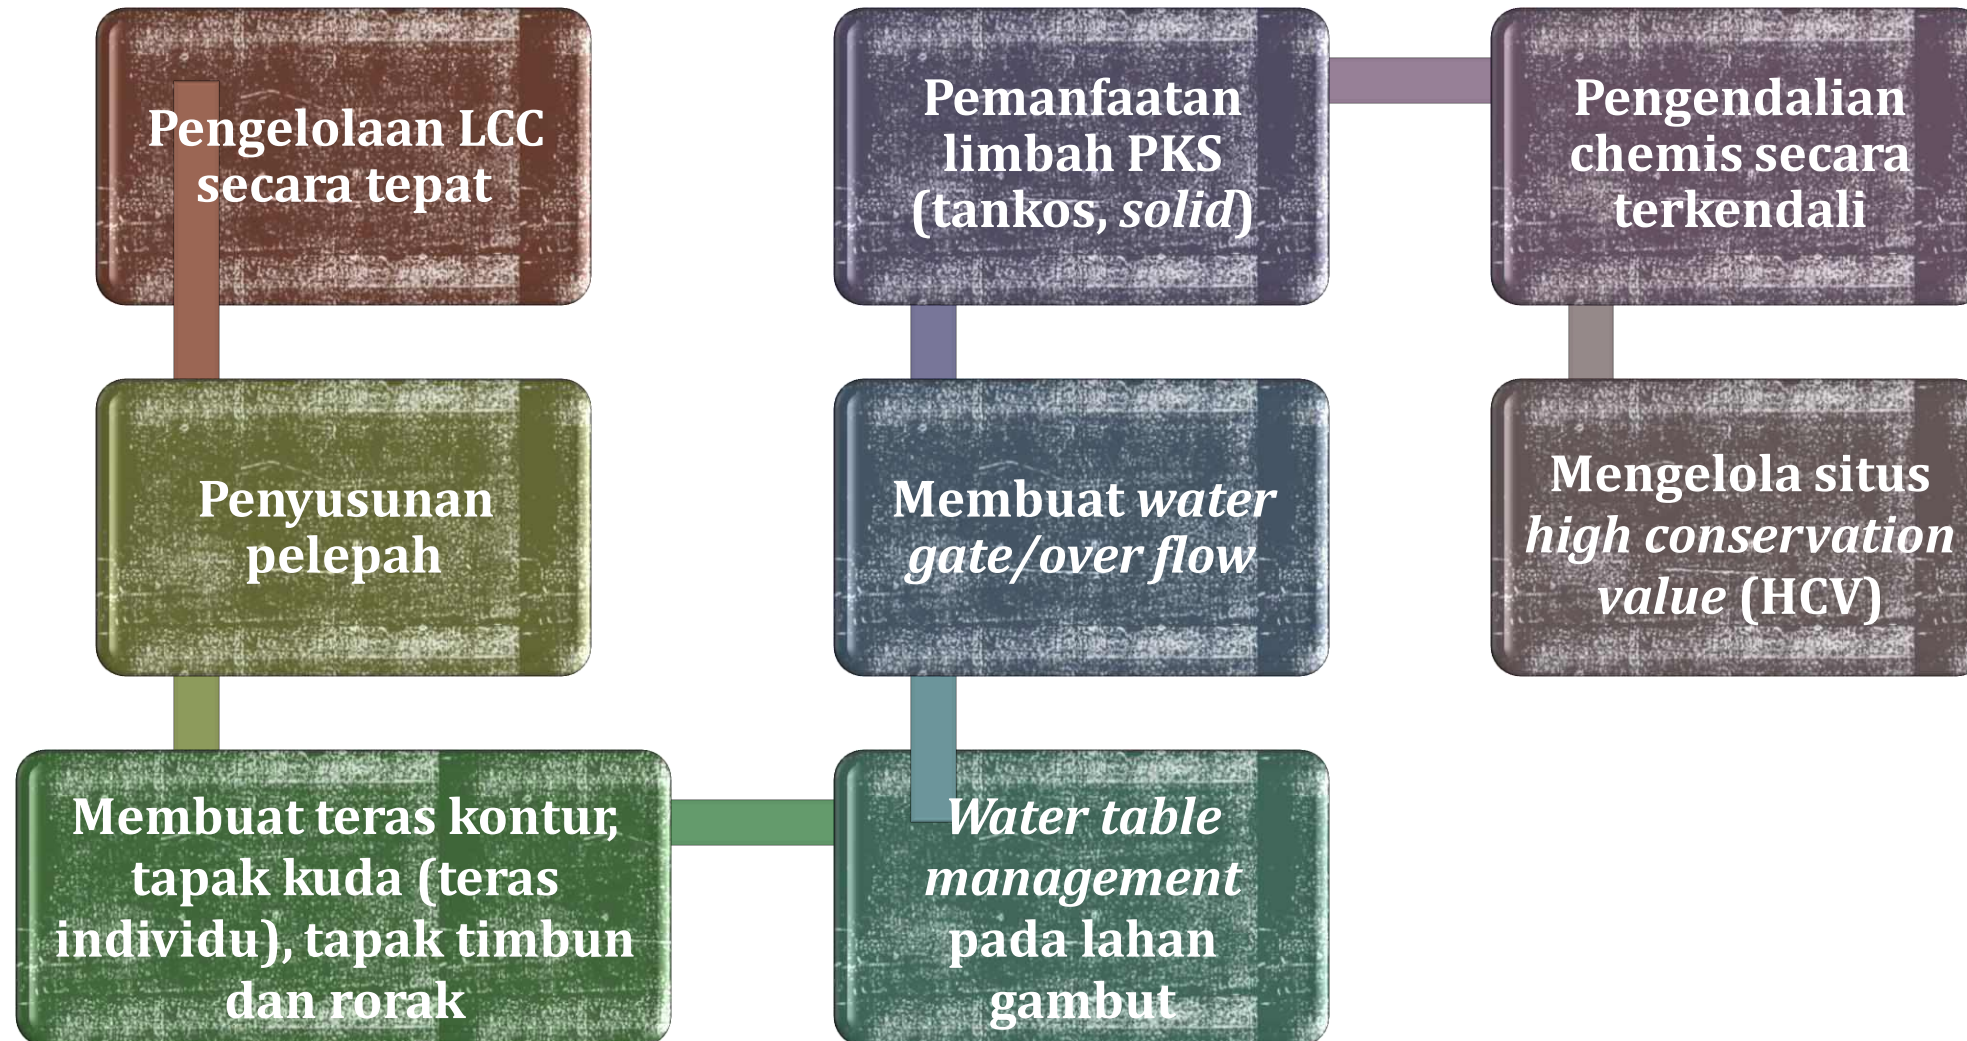 Pengelolaan LCC
secara tepat
Penyusunan
pelepah
Membuat teras kontur,
tapak kuda (teras
individu), tapak timbun
dan rorak
Water table
management
pada lahan
gambut
Membuat water
gate/over flow
Pemanfaatan
limbah PKS
(tankos, solid)
Pengendalian
chemis secara
terkendali
Mengelola situs
high conservation
value (HCV)